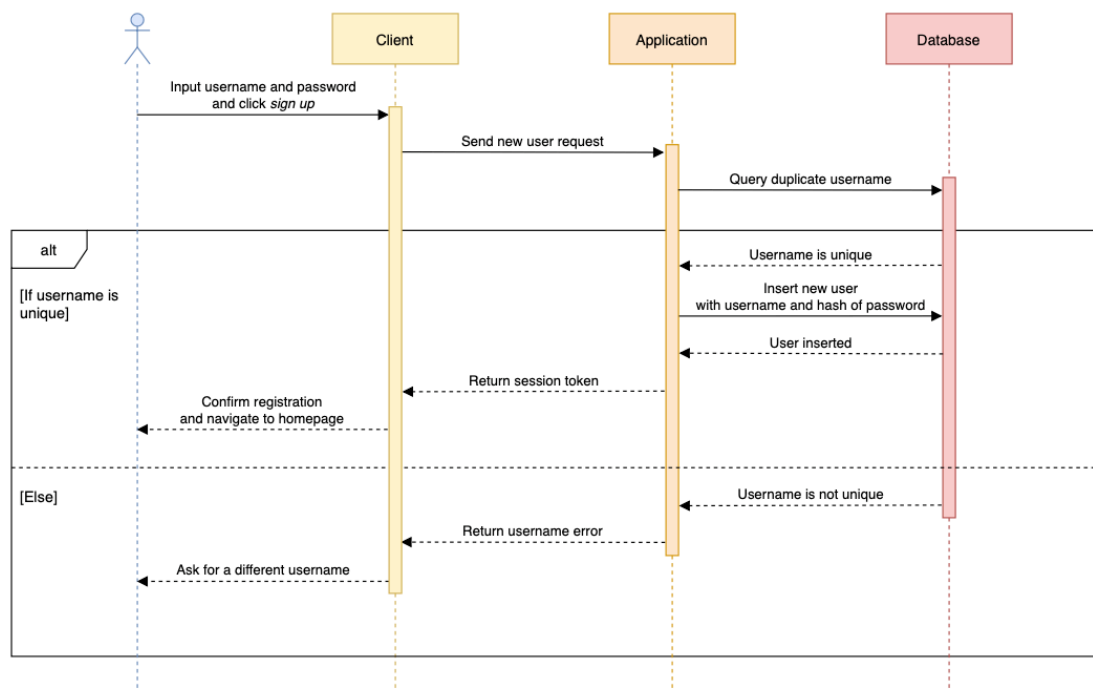 Client
Application
Database
Input username and password
and click sign up
Send new user request
Query duplicate username
alt
Username is unique
[If username is
unique]
Insert new user
with username and hash of password
User inserted
Return session token
Confirm registration
and navigate to homepage
[Else]
Username is not unique
Return username error
Ask for a different username